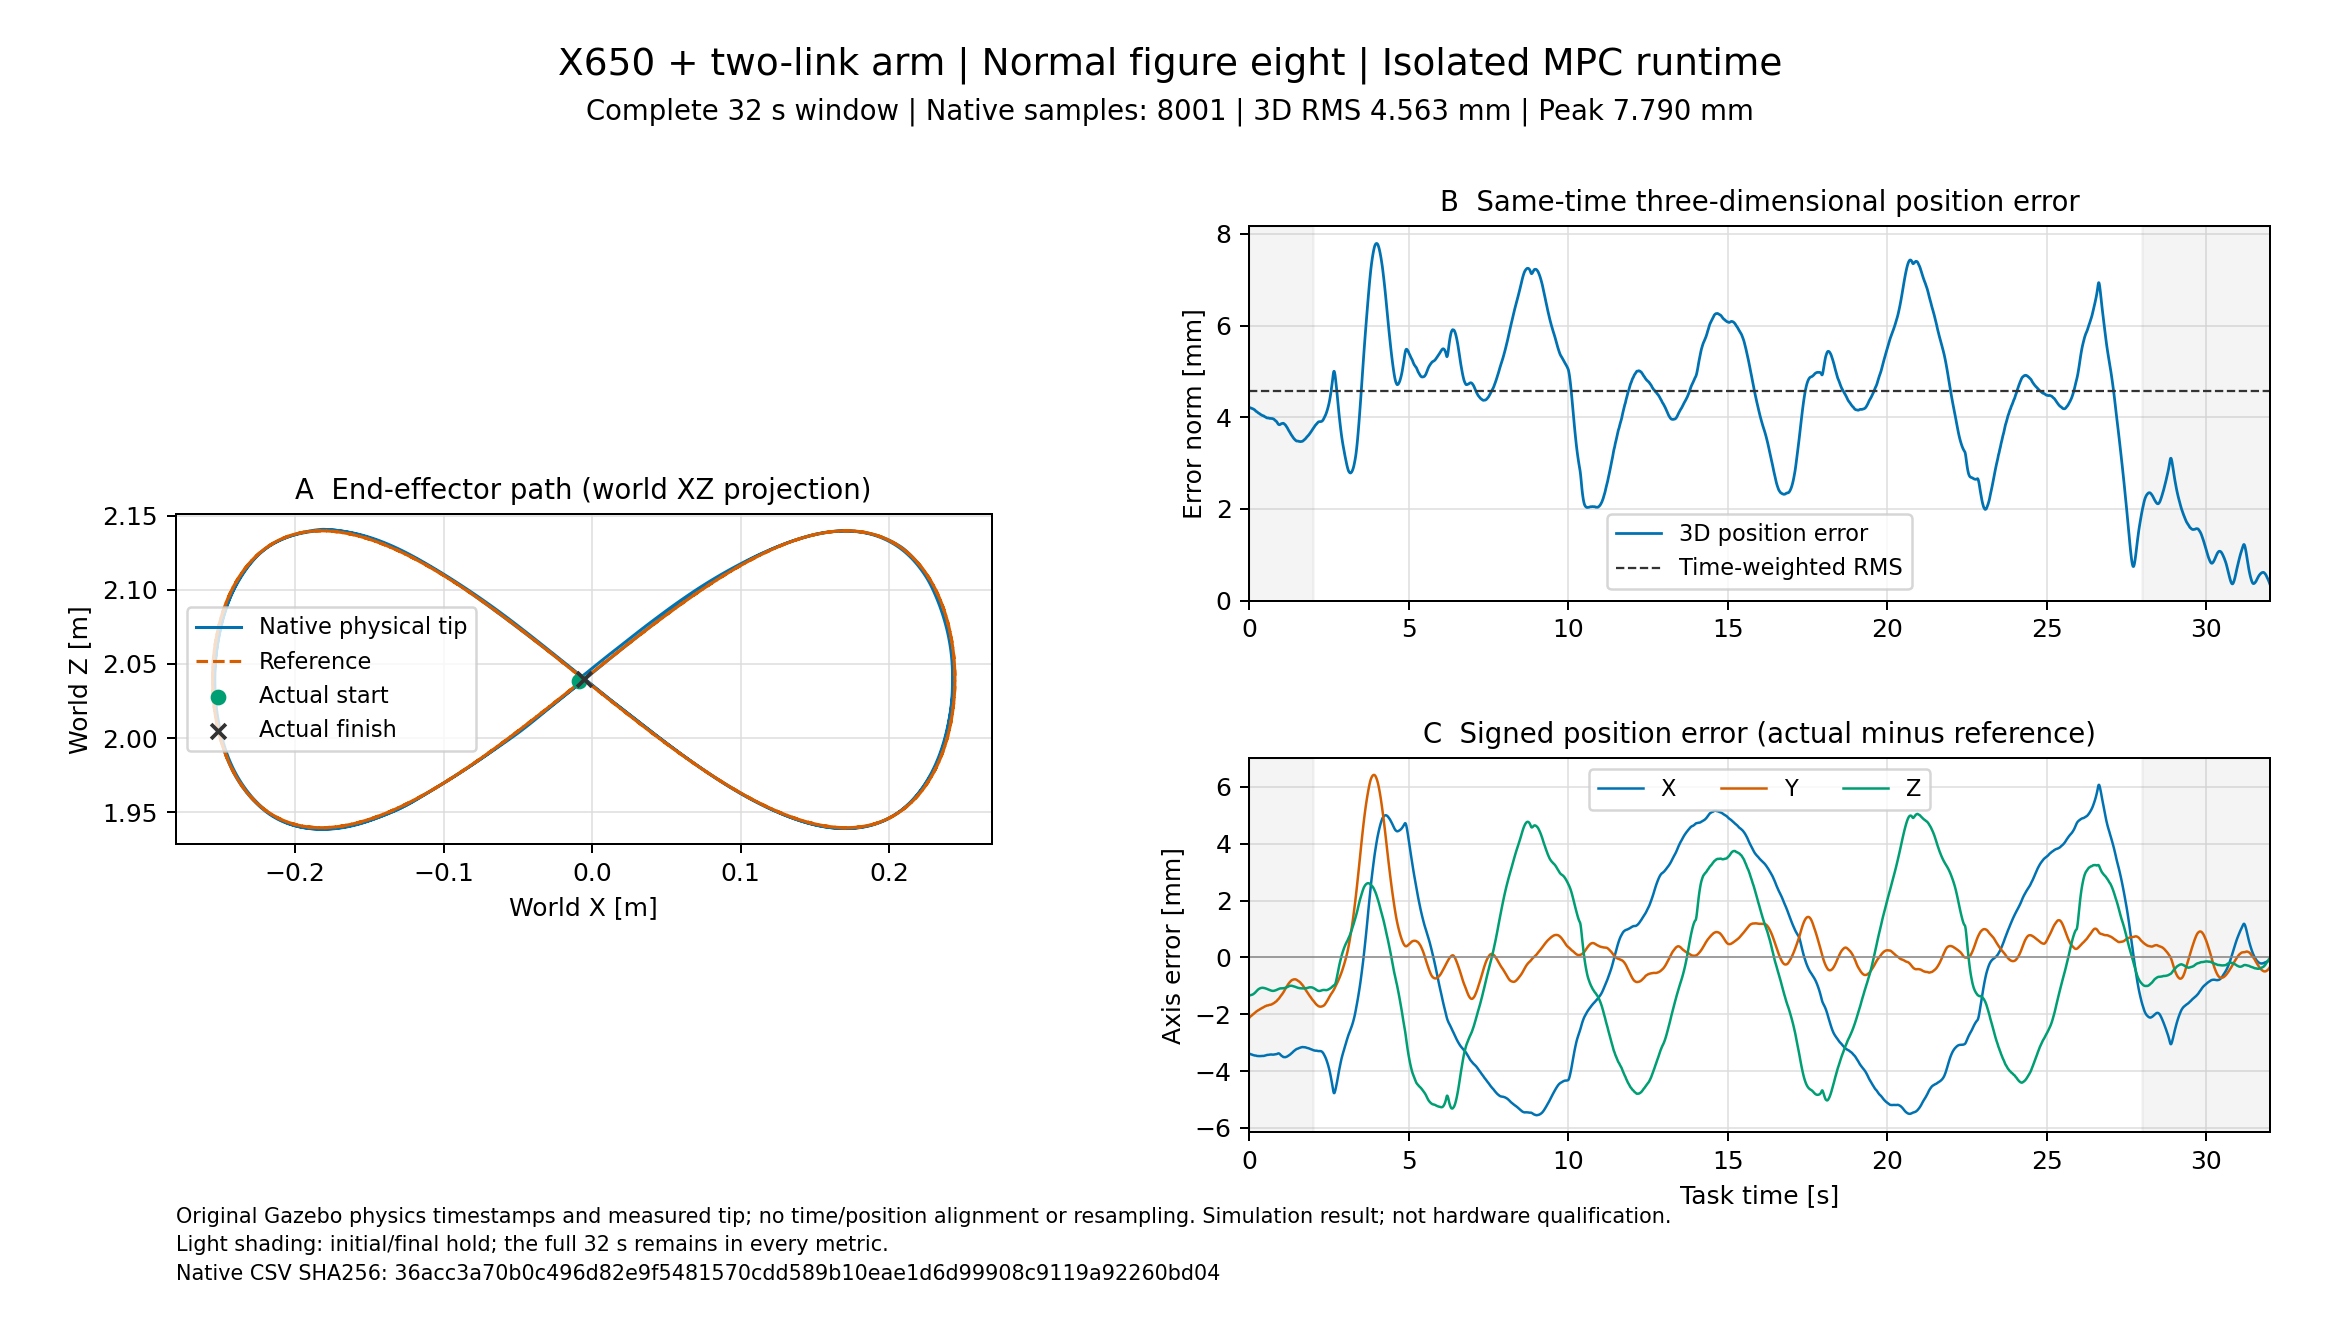 X650 + two-link arm | Normal figure eight | Isolated MPC runtime
Complete 32 s window | Native samples: 8001 | 3D RMS 4.563 mm | Peak 7.790 mm
A  End-effector path (world XZ projection)
2.15
2.10
2.05
2.00
1.95
World Z [m]
Native physical tip
Reference
Actual start
Actual finish
−0.2
−0.1
0.0
0.1
0.2
World X [m]
B  Same-time three-dimensional position error
8
6
4
2
0
Error norm [mm]
3D position error
Time-weighted RMS
0
5
10
15
20
25
30
C  Signed position error (actual minus reference)
X
Y
Z
6
4
2
0
−2
−4
−6
Axis error [mm]
0
5
10
15
20
25
30
Task time [s]
Original Gazebo physics timestamps and measured tip; no time/position alignment or resampling. Simulation result; not hardware qualification.
Light shading: initial/final hold; the full 32 s remains in every metric.
Native CSV SHA256: 36acc3a70b0c496d82e9f5481570cdd589b10eae1d6d99908c9119a92260bd04